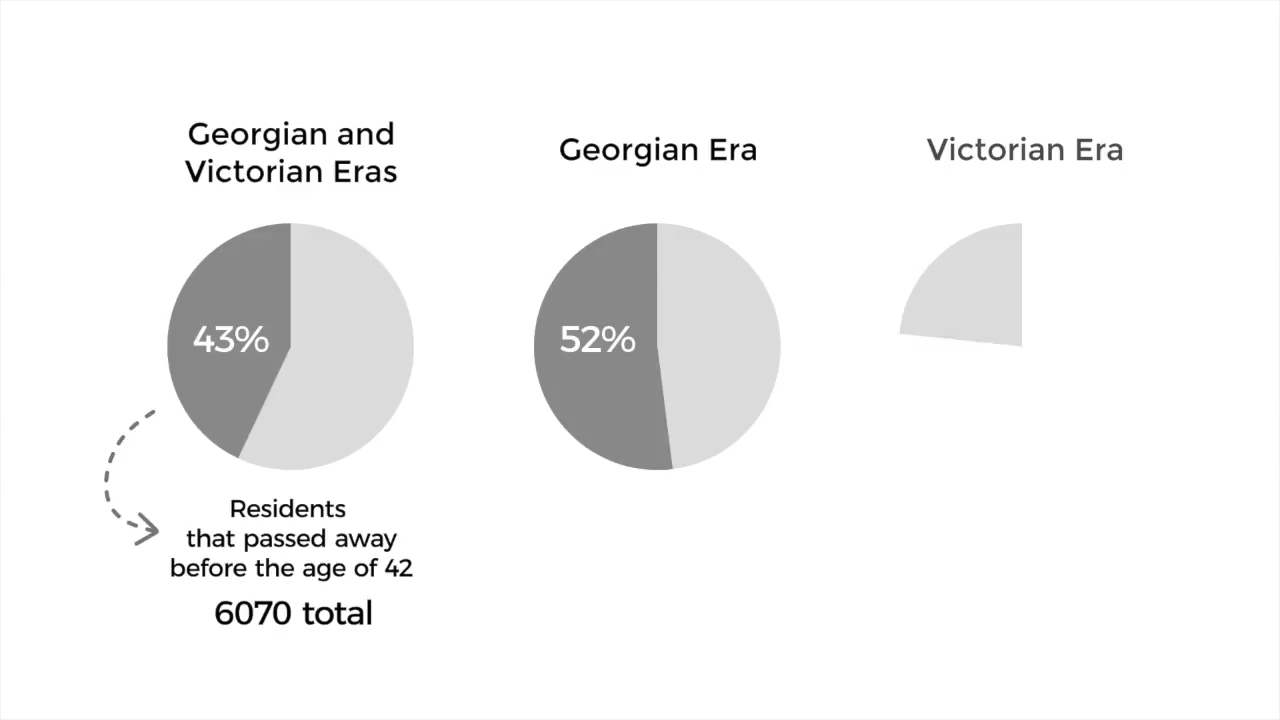 Georgian and
Victorian Eras
43%
Residents
that passed away
before the age of 42
6070 total
Georgian Era
52%
Victorian Era